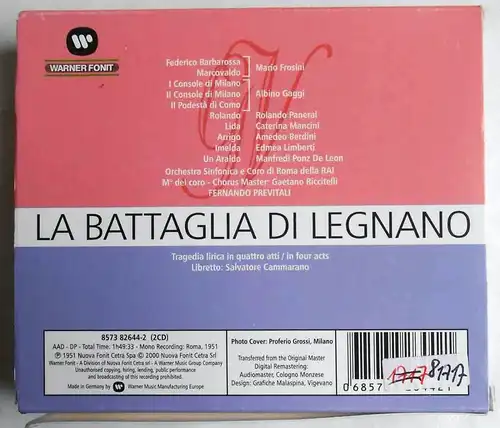 WARNER FONIT
Federico Barbarossa
Marcovaldo
Mario Frosini
I Console di Milano
II Console di Milano
Il Podestà di Como
Albino Gaggi
Rolando Rolando Panerai
Lida Caterina Mancini
Arrigo Amedeo Berdini
Imelda Edmea Limberti
Un Araldo Manfredi Ponz De Leon
Orchestra Sinfonica e Coro di Roma della RAI
M° del coro - Chorus Master: Gaetano Riccitelli
FERNANDO PREVITALI
LA BATTAGLIA DI LEGNANO
Tragedia lirica in quattro atti / in four acts
Libretto: Salvatore Cammarano
8573 82644-2 (2CD)
AAD - DP - Total Time: 1h49:33 - Mono Recording: Roma, 1951
℗ 1951 Nuova Fonit Cetra Spa © 2000 Nuova Fonit Cetra Srl
Warner Fonit - A Division of Nuova Fonit Cetra Srl - A Warner Music Group Company
Unauthorised copying, hiring, lending, public performance
and broadcasting of this recording prohibited.
Made in Germany by Warner Music Manufacturing Europe
Photo Cover: Proferio Grossi, Milano
Transferred from the Original Master
Digital Remastering:
Audiomaster, Cologno Monzese
Design: Grafiche Malaspina, Vigevano
1717 81717
0 6857